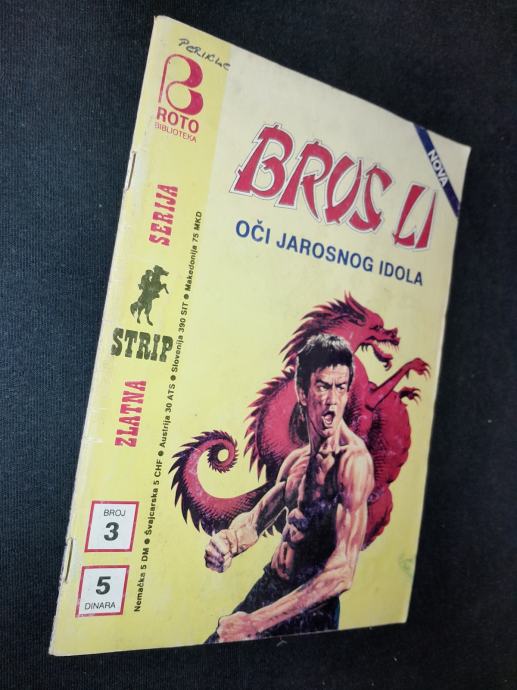 PERIKLE
ROTO
BIBLIOTEKA
NOVA
BRUS LI
OČI JAROSNOG IDOLA
ZLATNA STRIP SERIJA
Nemačka 5 DM ● Švajcarska 5 CHF ● Austrija 30 ATS ● Slovenija 390 SIT ● Makedonija 75 MKD
BROJ
3
5
DINARA